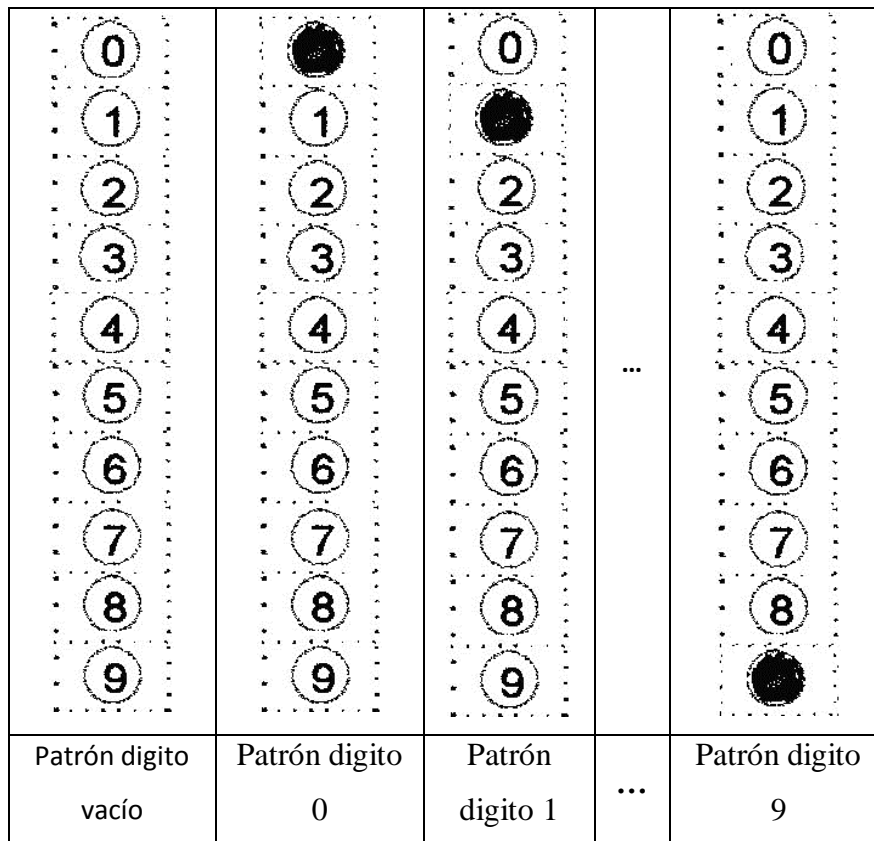 0 0 0
1 1 1
2 2 2 2
3 3 3 3
4 4 4 4
5 5 5 ... 5
6 6 6 6
7 7 7 7
8 8 8 8
9 9 9
Patrón digito
vacío
Patrón digito
0
Patrón
digito 1
...
Patrón digito
9